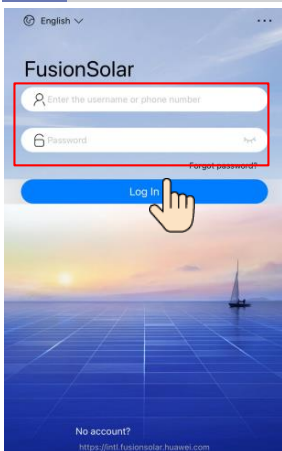 English
FusionSolar
Enter the username or phone number
Password
Forgot password?
Log In
No account?
https://intl.fusionsolar.huawei.com